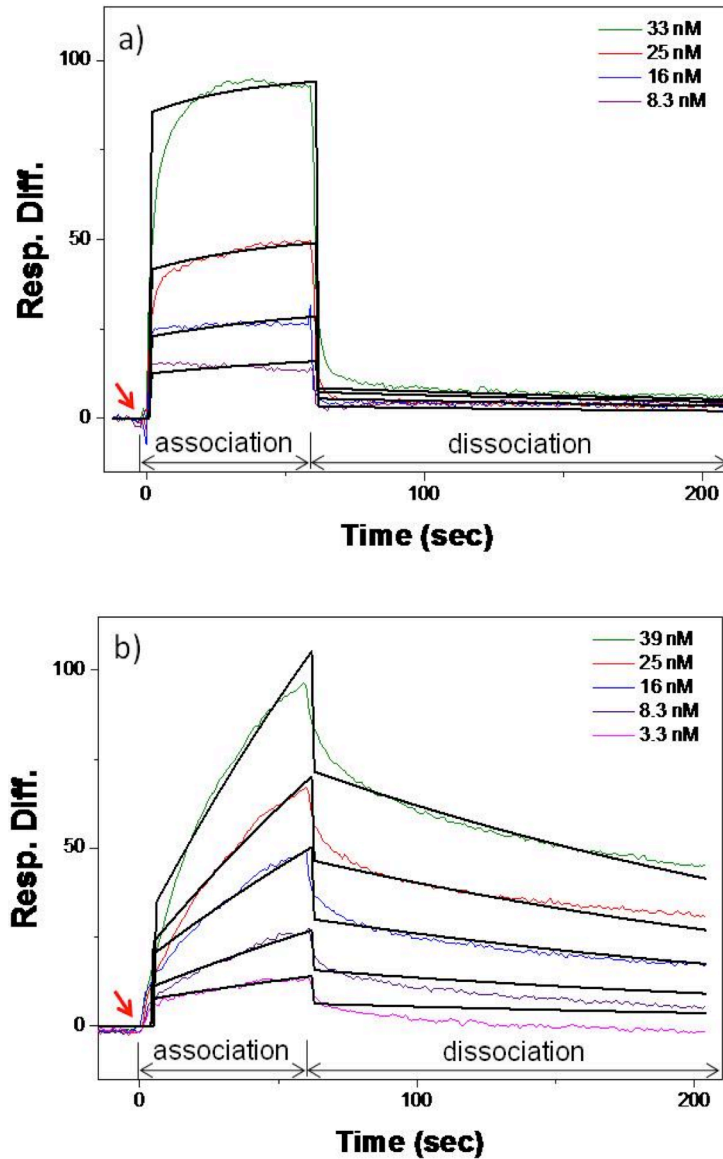 a)
33 nM
25 nM
16 nM
8.3 nM
100
50
0
Resp. Diff.
association
dissociation
0
100
200
Time (sec)
b)
39 nM
25 nM
16 nM
8.3 nM
3.3 nM
100
50
0
Resp. Diff.
association
dissociation
0
100
200
Time (sec)